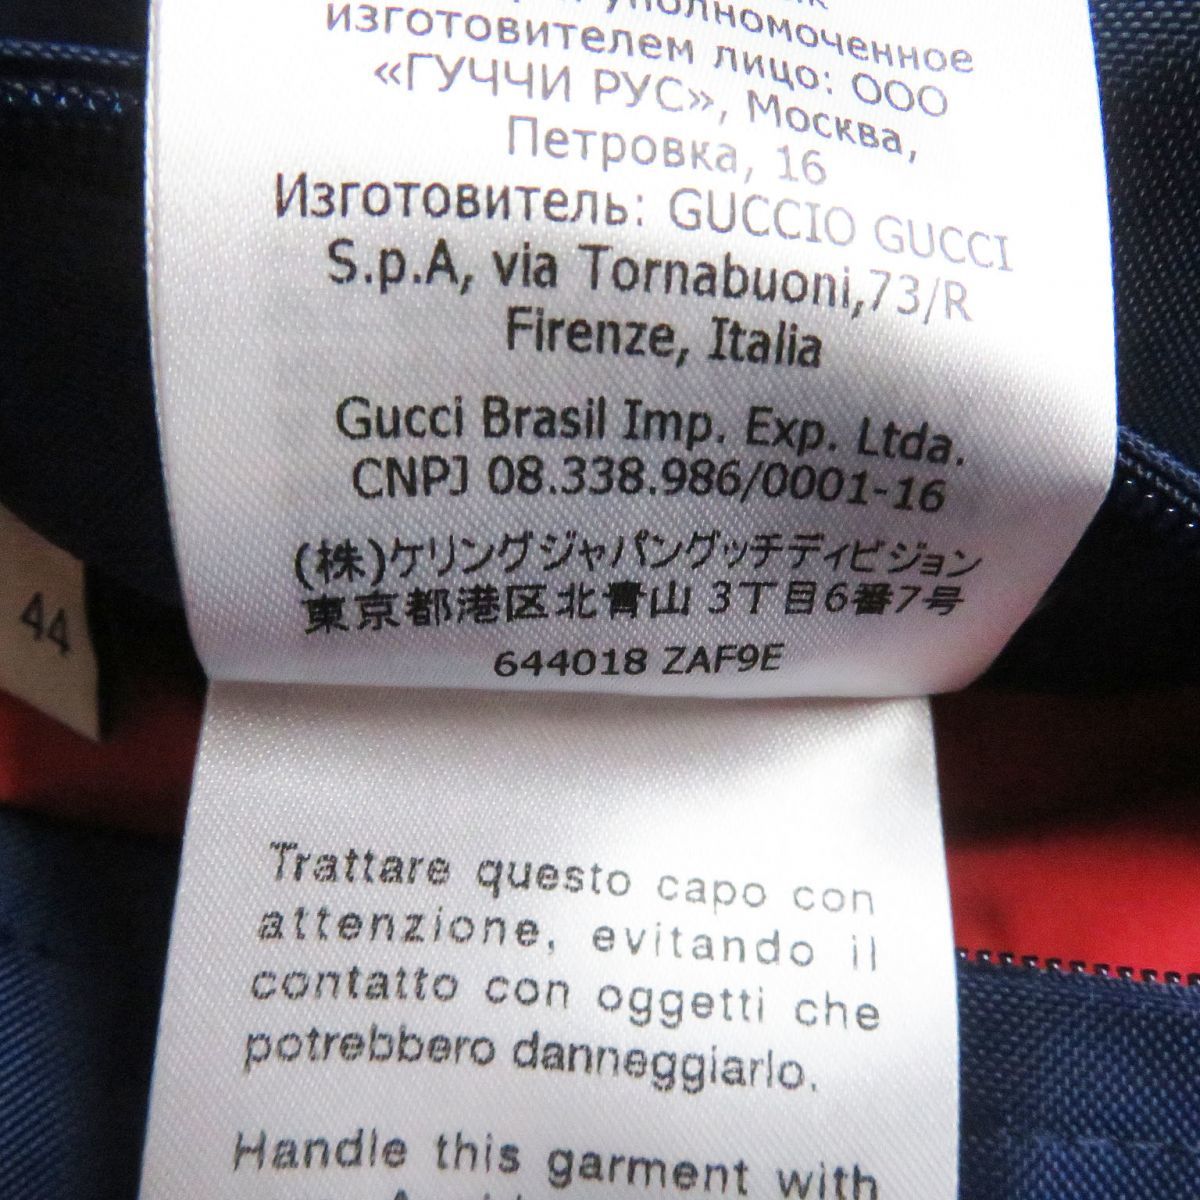 уполномоченное
изготовителем лицо: ООО
«ГУЧЧИ РУС», Москва,
Петровка, 16
Изготовитель: GUCCIO GUCCI
S.p.A, via Tornabuoni,73/R
Firenze, Italia
Gucci Brasil Imp. Exp. Ltda.
CNPJ 08.338.986/0001-16
(株)ケリングジャパングッチディビジョン
東京都港区北青山 3丁目6番7号
644018 ZAF9E
44
Trattare questo capo con
attenzione, evitando il
contatto con oggetti che
potrebbero danneggiarlo.
Handle this garment with